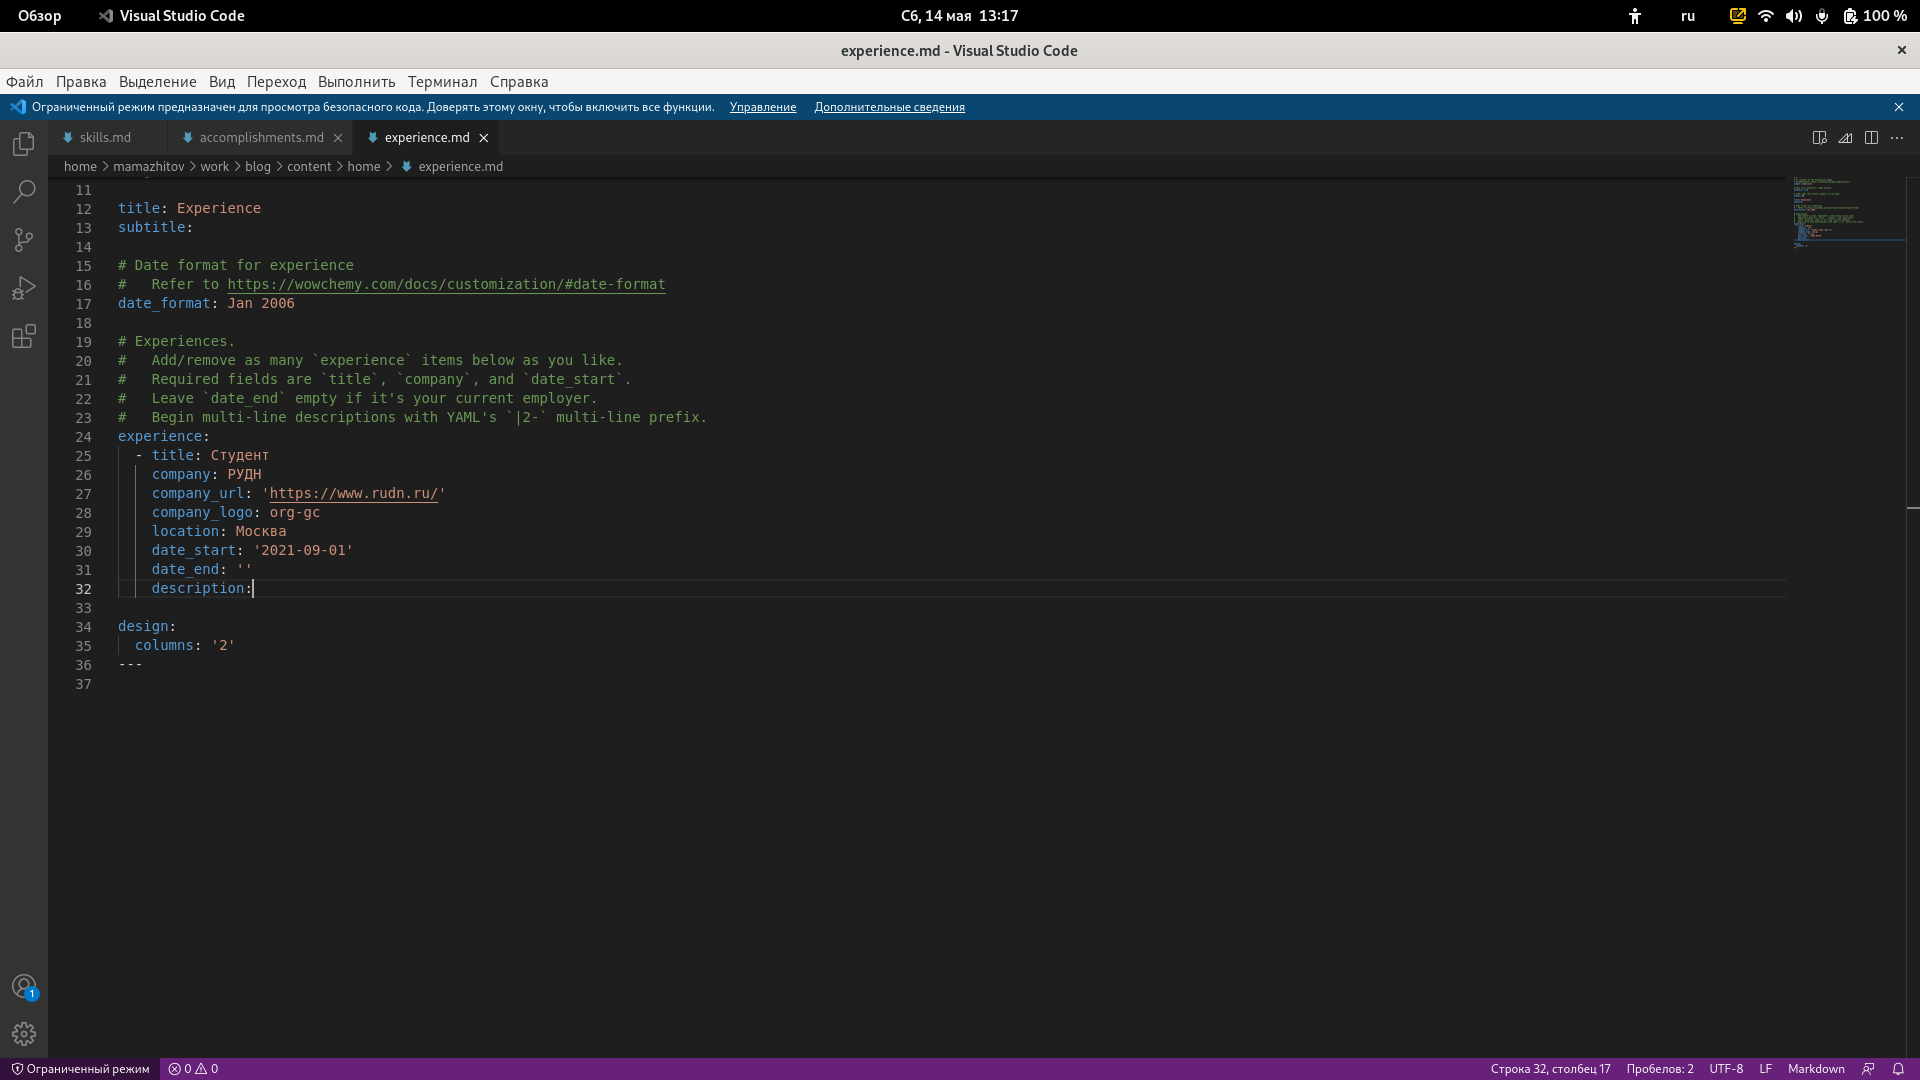 Обзор Visual Studio Code Сб, 14 мая 13:17 ru 100 %
experience.md - Visual Studio Code
Файл Правка Выделение Вид Переход Выполнить Терминал Справка
Ограниченный режим предназначен для просмотра безопасного кода. Доверять этому окну, чтобы включить все функции. Управление Дополнительные сведения
skills.md accomplishments.md experience.md
home > mamazhitov > work > blog > content > home > experience.md
11
12 title: Experience
13 subtitle:
14
15 # Date format for experience
16 #   Refer to https://wowchemy.com/docs/customization/#date-format
17 date_format: Jan 2006
18
19 # Experiences.
20 #   Add/remove as many `experience` items below as you like.
21 #   Required fields are `title`, `company`, and `date_start`.
22 #   Leave `date_end` empty if it's your current employer.
23 #   Begin multi-line descriptions with YAML's `|2-` multi-line prefix.
24 experience:
25   - title: Студент
26     company: РУДН
27     company_url: 'https://www.rudn.ru/'
28     company_logo: org-gc
29     location: Москва
30     date_start: '2021-09-01'
31     date_end: ''
32     description:
33
34 design:
35   columns: '2'
36 ---
37
1
Ограниченный режим 0 0 Строка 32, столбец 17 Пробелов: 2 UTF-8 LF Markdown